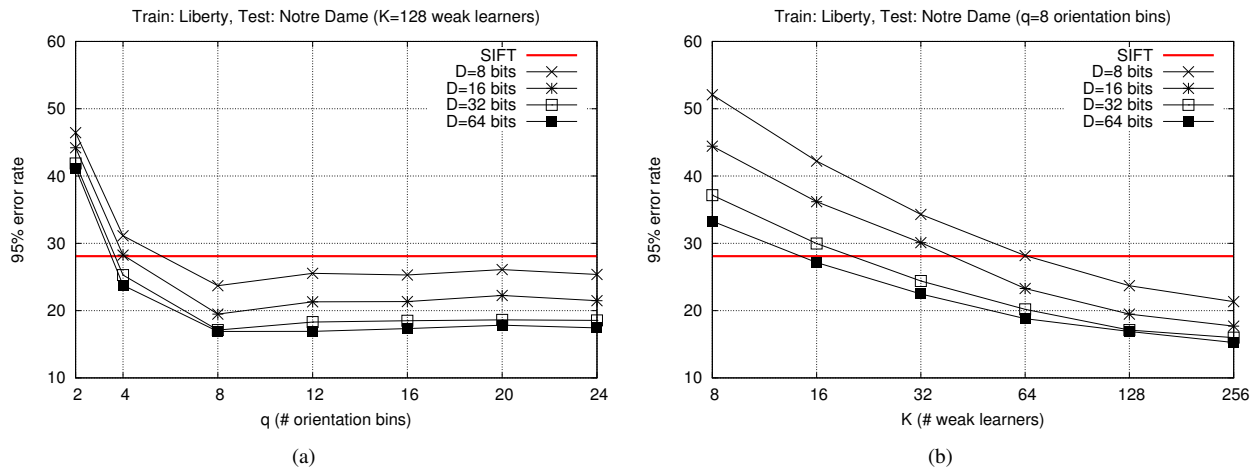 Train: Liberty, Test: Notre Dame (K=128 weak learners)
60
50
40
30
20
10
95% error rate
SIFT
D=8 bits
D=16 bits
D=32 bits
D=64 bits
2 4 8 12 16 20 24
q (# orientation bins)
(a)
Train: Liberty, Test: Notre Dame (q=8 orientation bins)
60
50
40
30
20
10
95% error rate
SIFT
D=8 bits
D=16 bits
D=32 bits
D=64 bits
8 16 32 64 128 256
K (# weak learners)
(b)